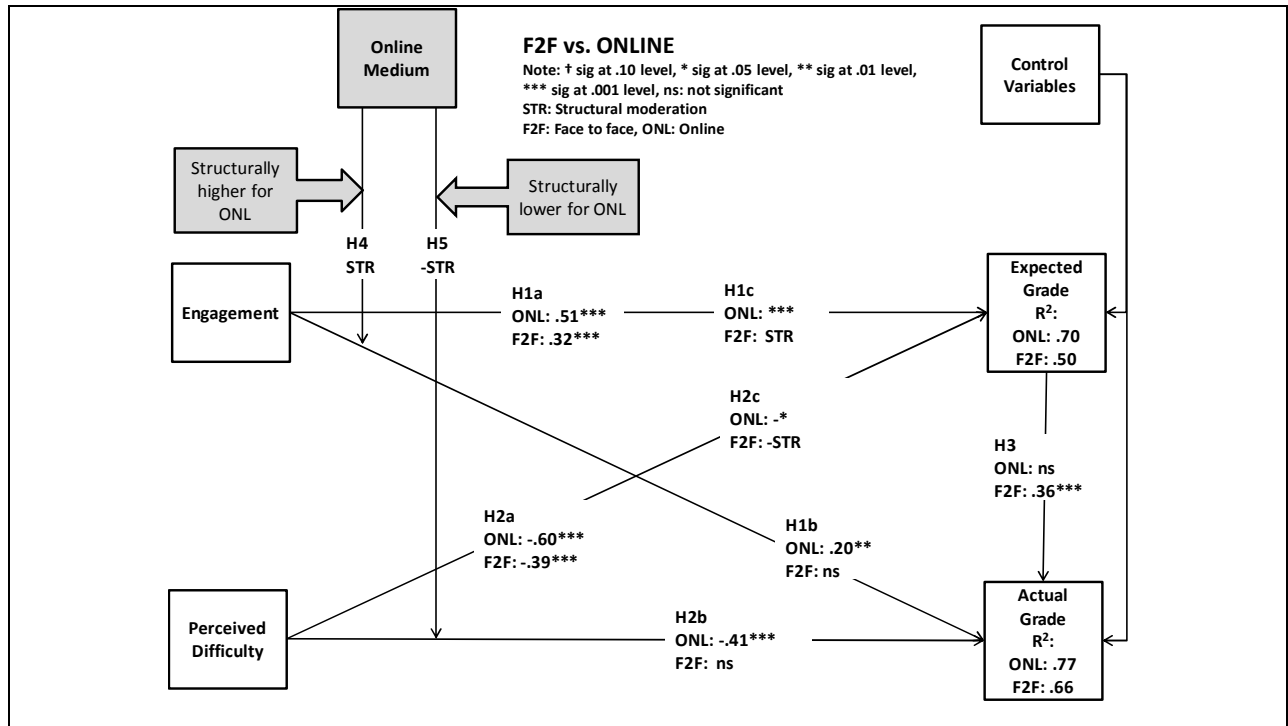 Online
Medium
F2F vs. ONLINE
Note: † sig at .10 level, * sig at .05 level, ** sig at .01 level,
*** sig at .001 level, ns: not significant
STR: Structural moderation
F2F: Face to face, ONL: Online
Control
Variables
Structurally
higher for
ONL
Structurally
lower for ONL
H4
STR
H5
-STR
Engagement
H1a
ONL: .51***
F2F: .32***
H1c
ONL: ***
F2F: STR
Expected
Grade
R²:
ONL: .70
F2F: .50
H2c
ONL: -*
F2F: -STR
H3
ONL: ns
F2F: .36***
H2a
ONL: -.60***
F2F: -.39***
H1b
ONL: .20**
F2F: ns
Perceived
Difficulty
H2b
ONL: -.41***
F2F: ns
Actual
Grade
R²:
ONL: .77
F2F: .66